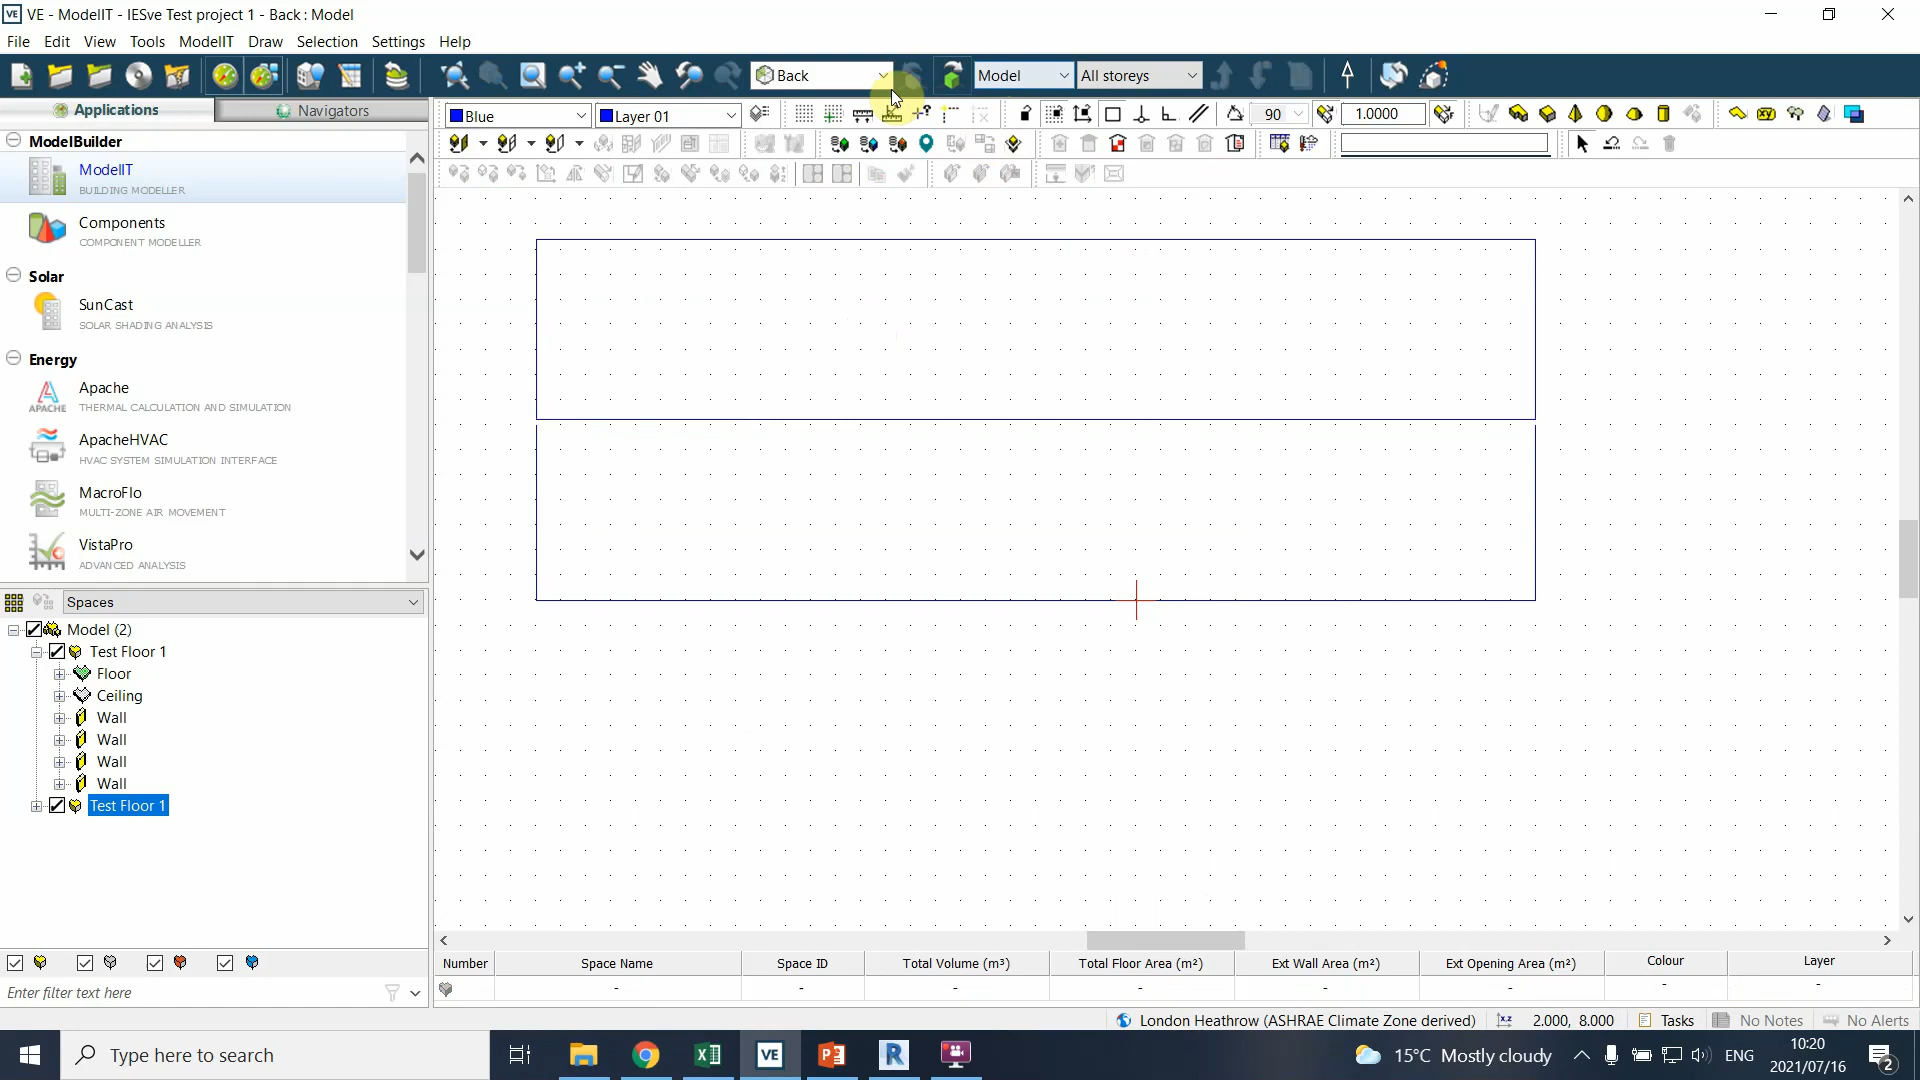 VE - ModelIT - IESve Test project 1 - Back : Model
File Edit View Tools ModelIT Draw Selection Settings Help
Back Model All storeys
Applications Navigators
Blue Layer 01 90 1.0000
ModelBuilder
ModelIT
BUILDING MODELLER
Components
COMPONENT MODELLER
Solar
SunCast
SOLAR SHADING ANALYSIS
Energy
Apache
THERMAL CALCULATION AND SIMULATION
APACHE
ApacheHVAC
HVAC SYSTEM SIMULATION INTERFACE
MacroFlo
MULTI-ZONE AIR MOVEMENT
VistaPro
ADVANCED ANALYSIS
Spaces
Model (2)
Test Floor 1
Floor
Ceiling
Wall
Wall
Wall
Wall
Test Floor 1
Enter filter text here
Number Space Name Space ID Total Volume (m³) Total Floor Area (m²) Ext Wall Area (m²) Ext Opening Area (m²) Colour Layer
- - - - - - - -
London Heathrow (ASHRAE Climate Zone derived) 2.000, 8.000 Tasks No Notes No Alerts
Type here to search
VE
15°C Mostly cloudy ENG
10:20
2021/07/16
2